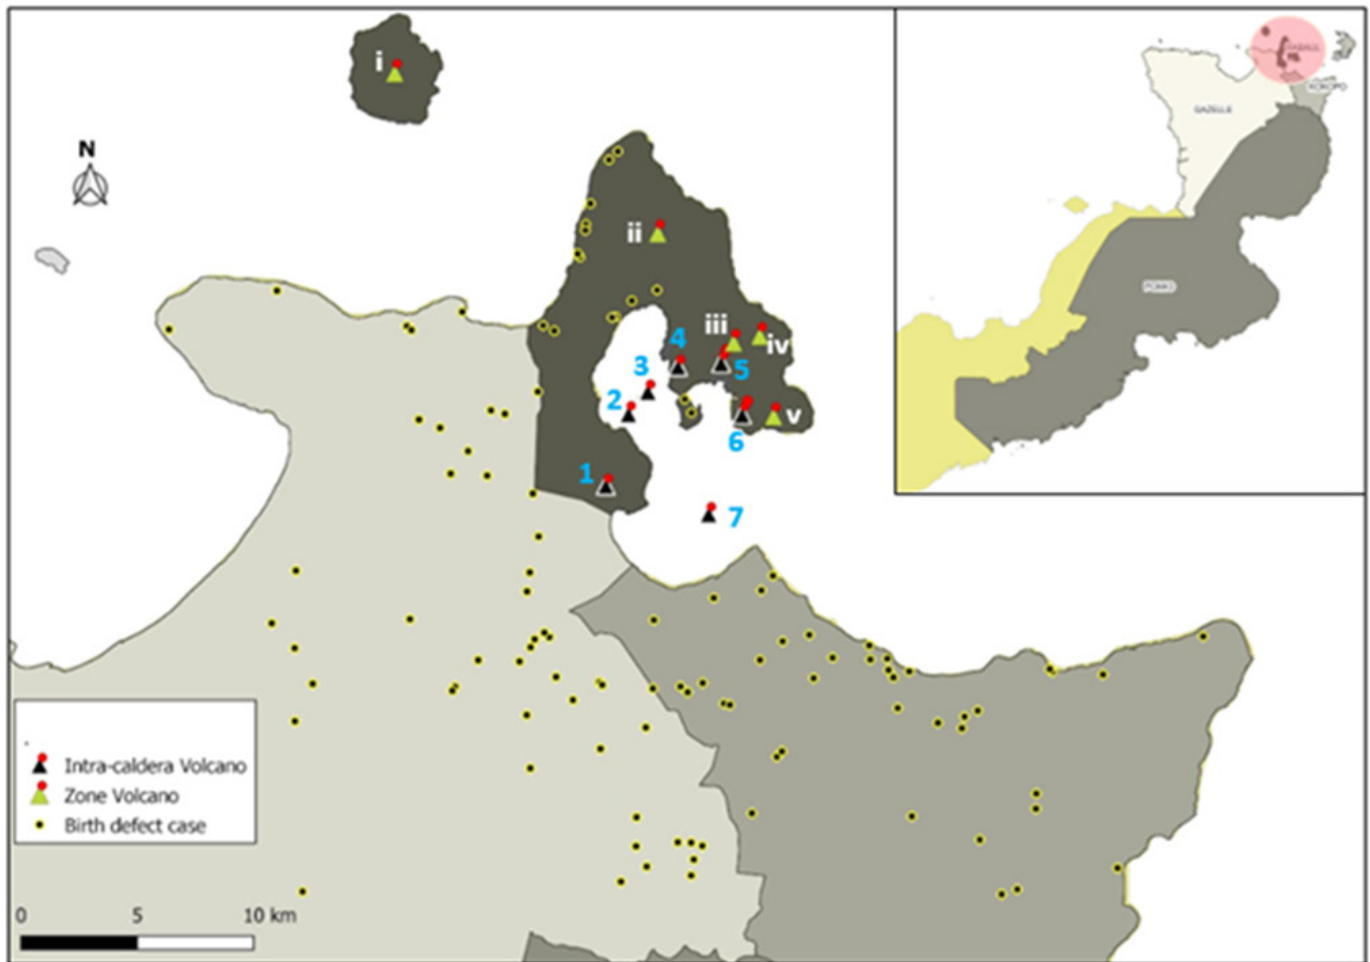 i
N
ii
iii
iv
4
5
3
2
v
6
1
7
GAZELLE
KOKOPO
POMIO
Intra-caldera Volcano
Zone Volcano
Birth defect case
0 5 10 km